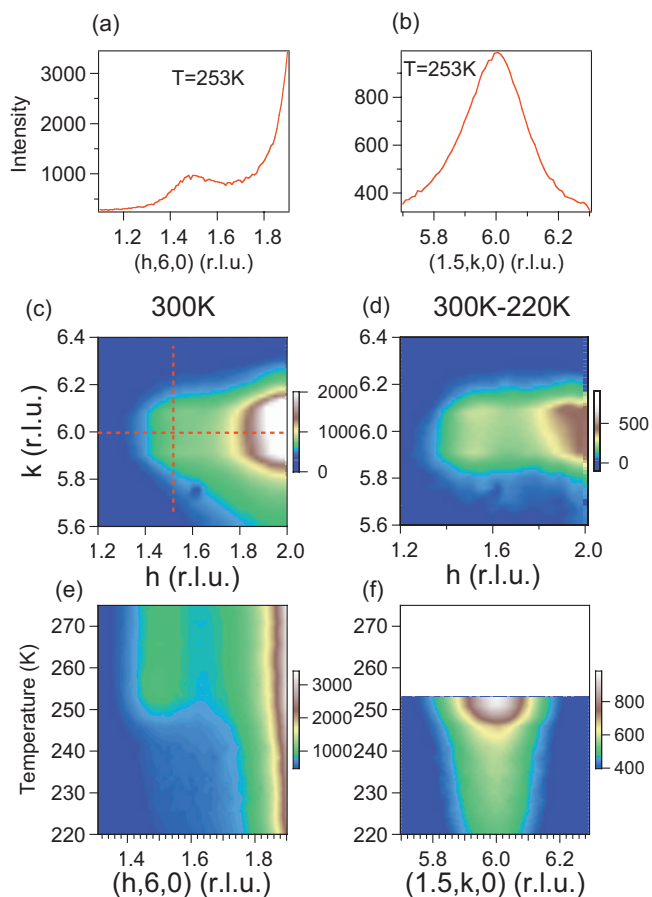 (a)
(b)
T=253K
T=253K
Intensity
3000
2000
1000
800
600
400
1.2 1.4 1.6 1.8
5.8 6.0 6.2
(h,6,0) (r.l.u.)
(1.5,k,0) (r.l.u.)
(c) 300K
(d) 300K-220K
k (r.l.u.)
6.4
6.2
6.0
5.8
5.6
2000
1000
0
6.4
6.2
6.0
5.8
5.6
500
0
1.2 1.4 1.6 1.8 2.0
1.2 1.4 1.6 1.8 2.0
h (r.l.u.)
h (r.l.u.)
(e)
(f)
Temperature (K)
270
260
250
240
230
220
3000
2000
1000
270
260
250
240
230
220
800
600
400
1.4 1.6 1.8
5.8 6.0 6.2
(h,6,0) (r.l.u.)
(1.5,k,0) (r.l.u.)